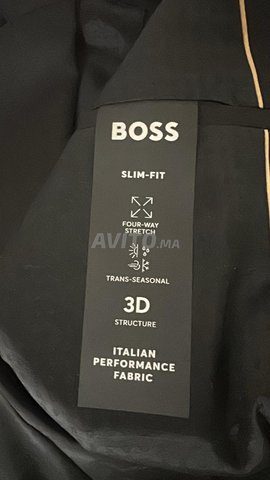 BOSS
SLIM-FIT
FOUR-WAY
STRETCH
AVITO.MA
TRANS-SEASONAL
3D
STRUCTURE
ITALIAN
PERFORMANCE
FABRIC